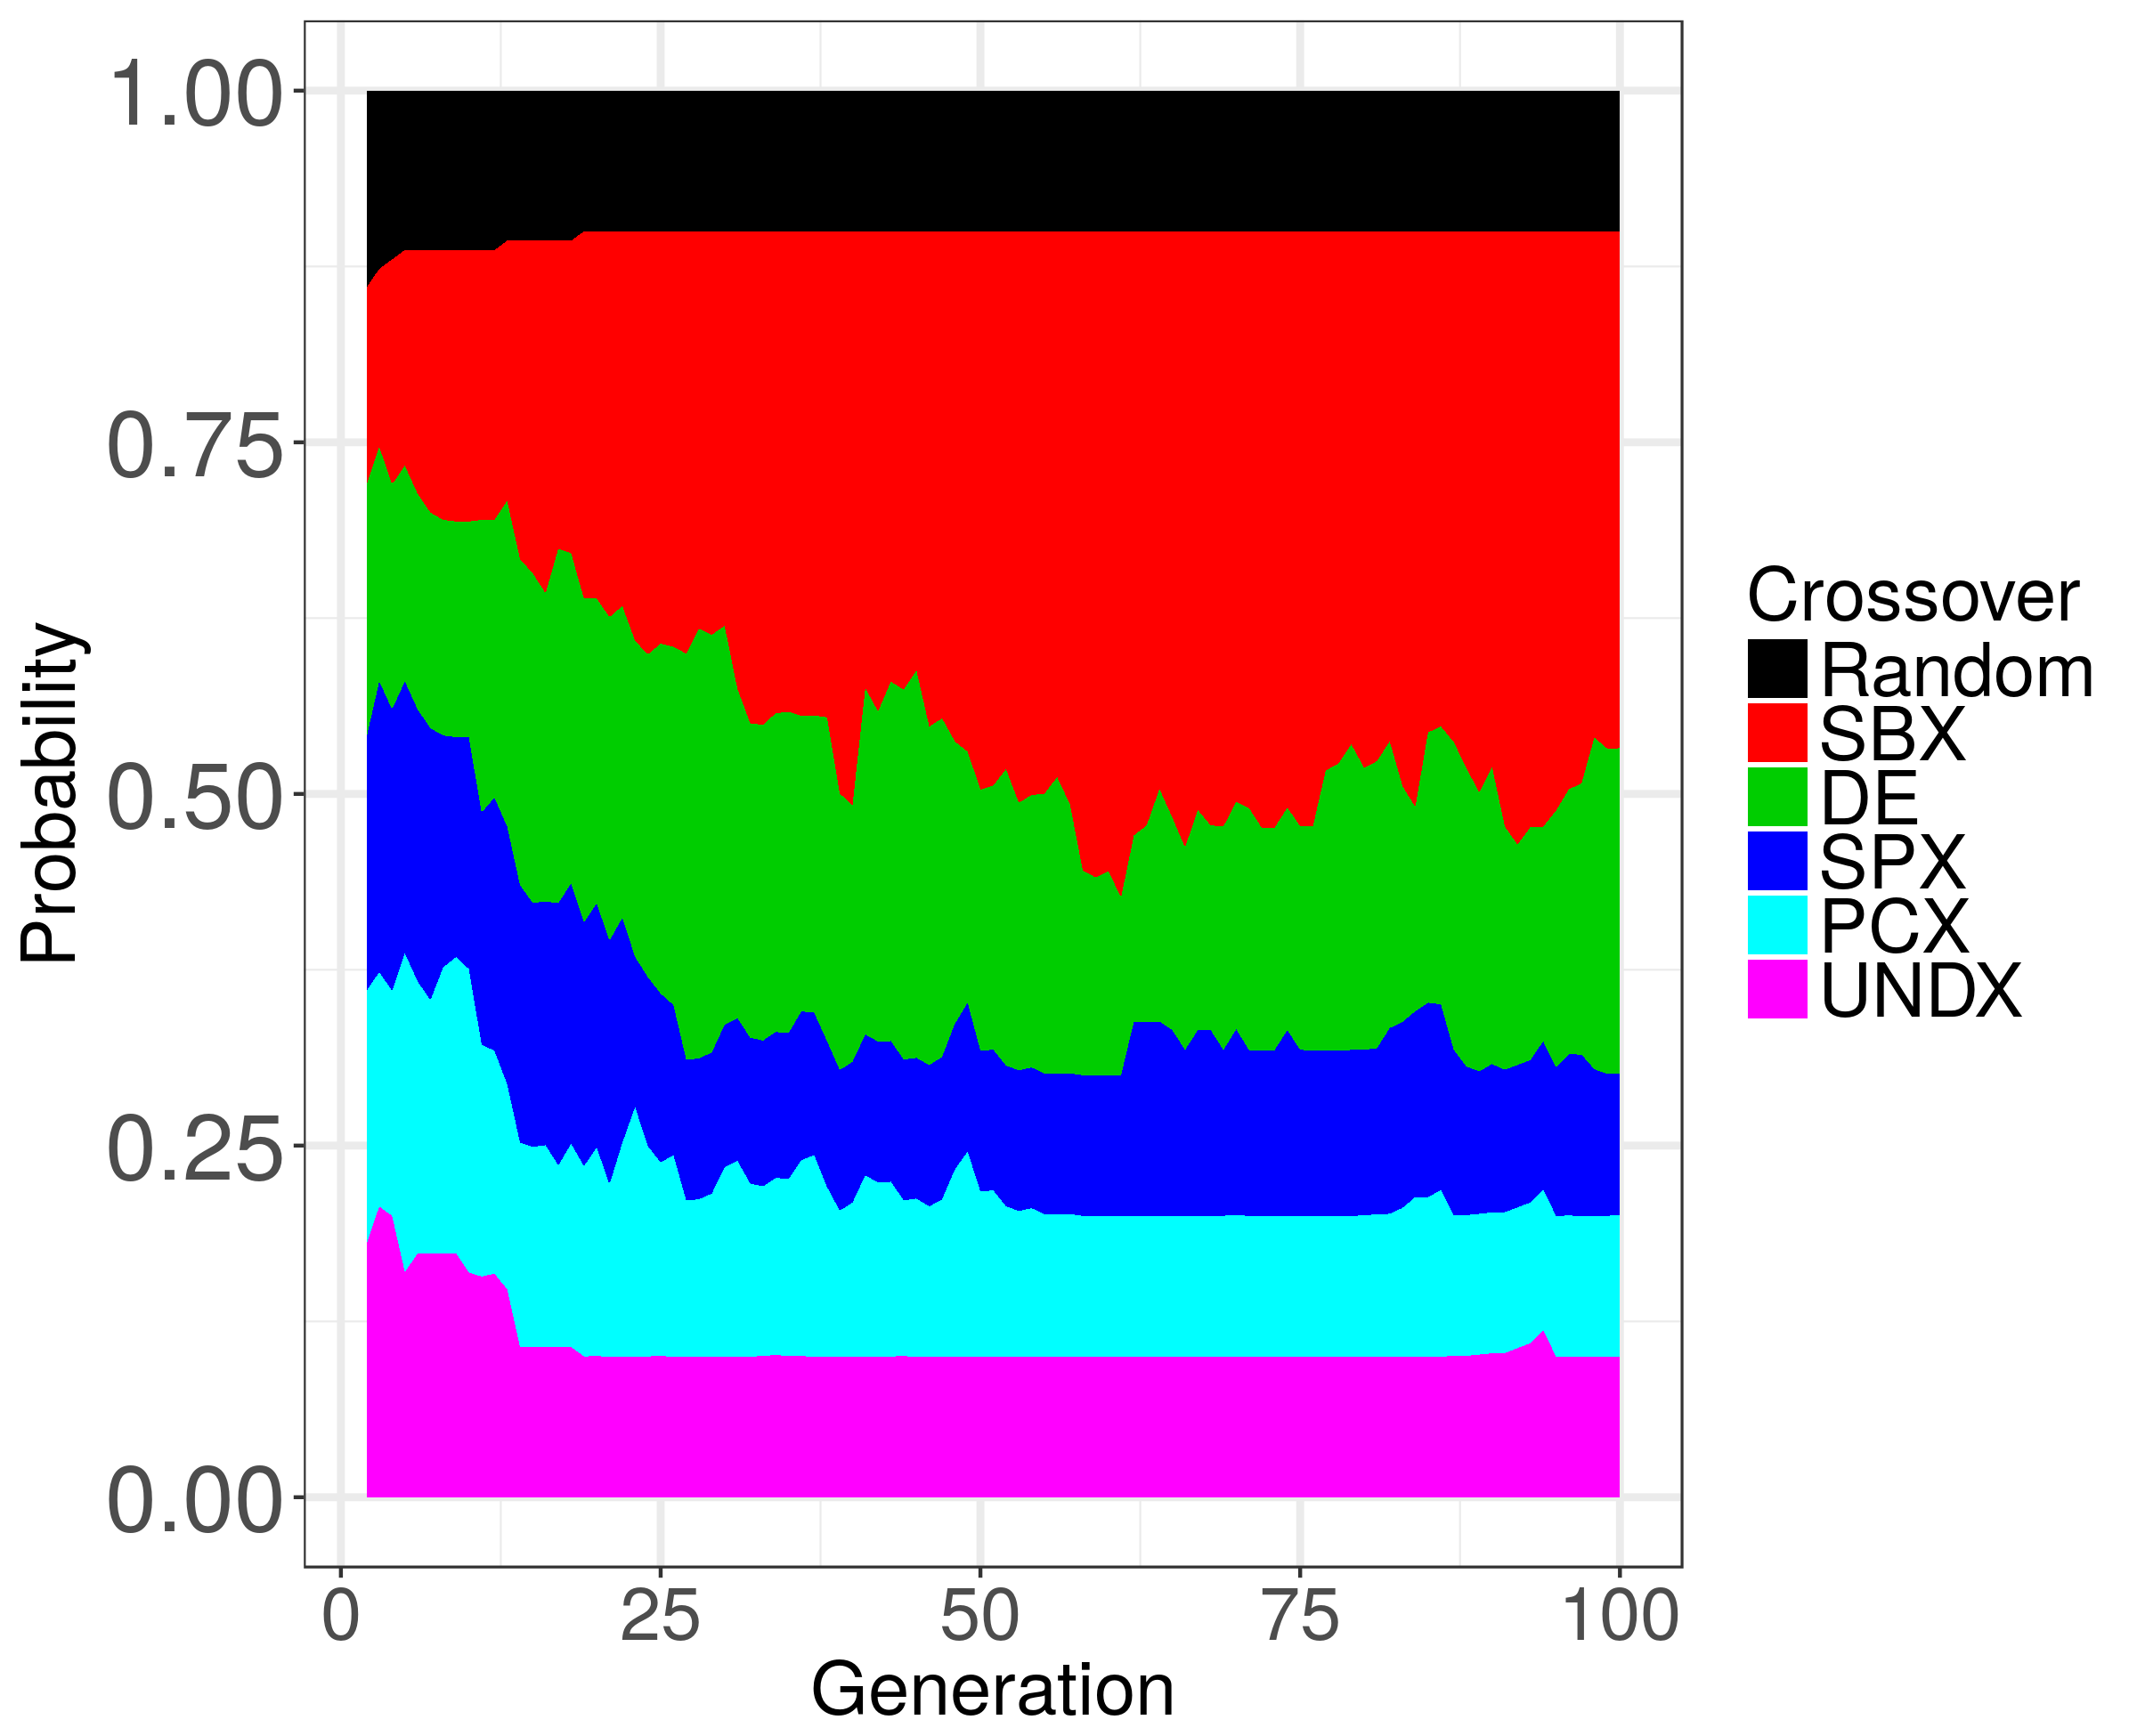 1.00
0.75
0.50
0.25
0.00
Probability
0
25
50
75
100
Generation
Crossover
Random
SBX
DE
SPX
PCX
UNDX